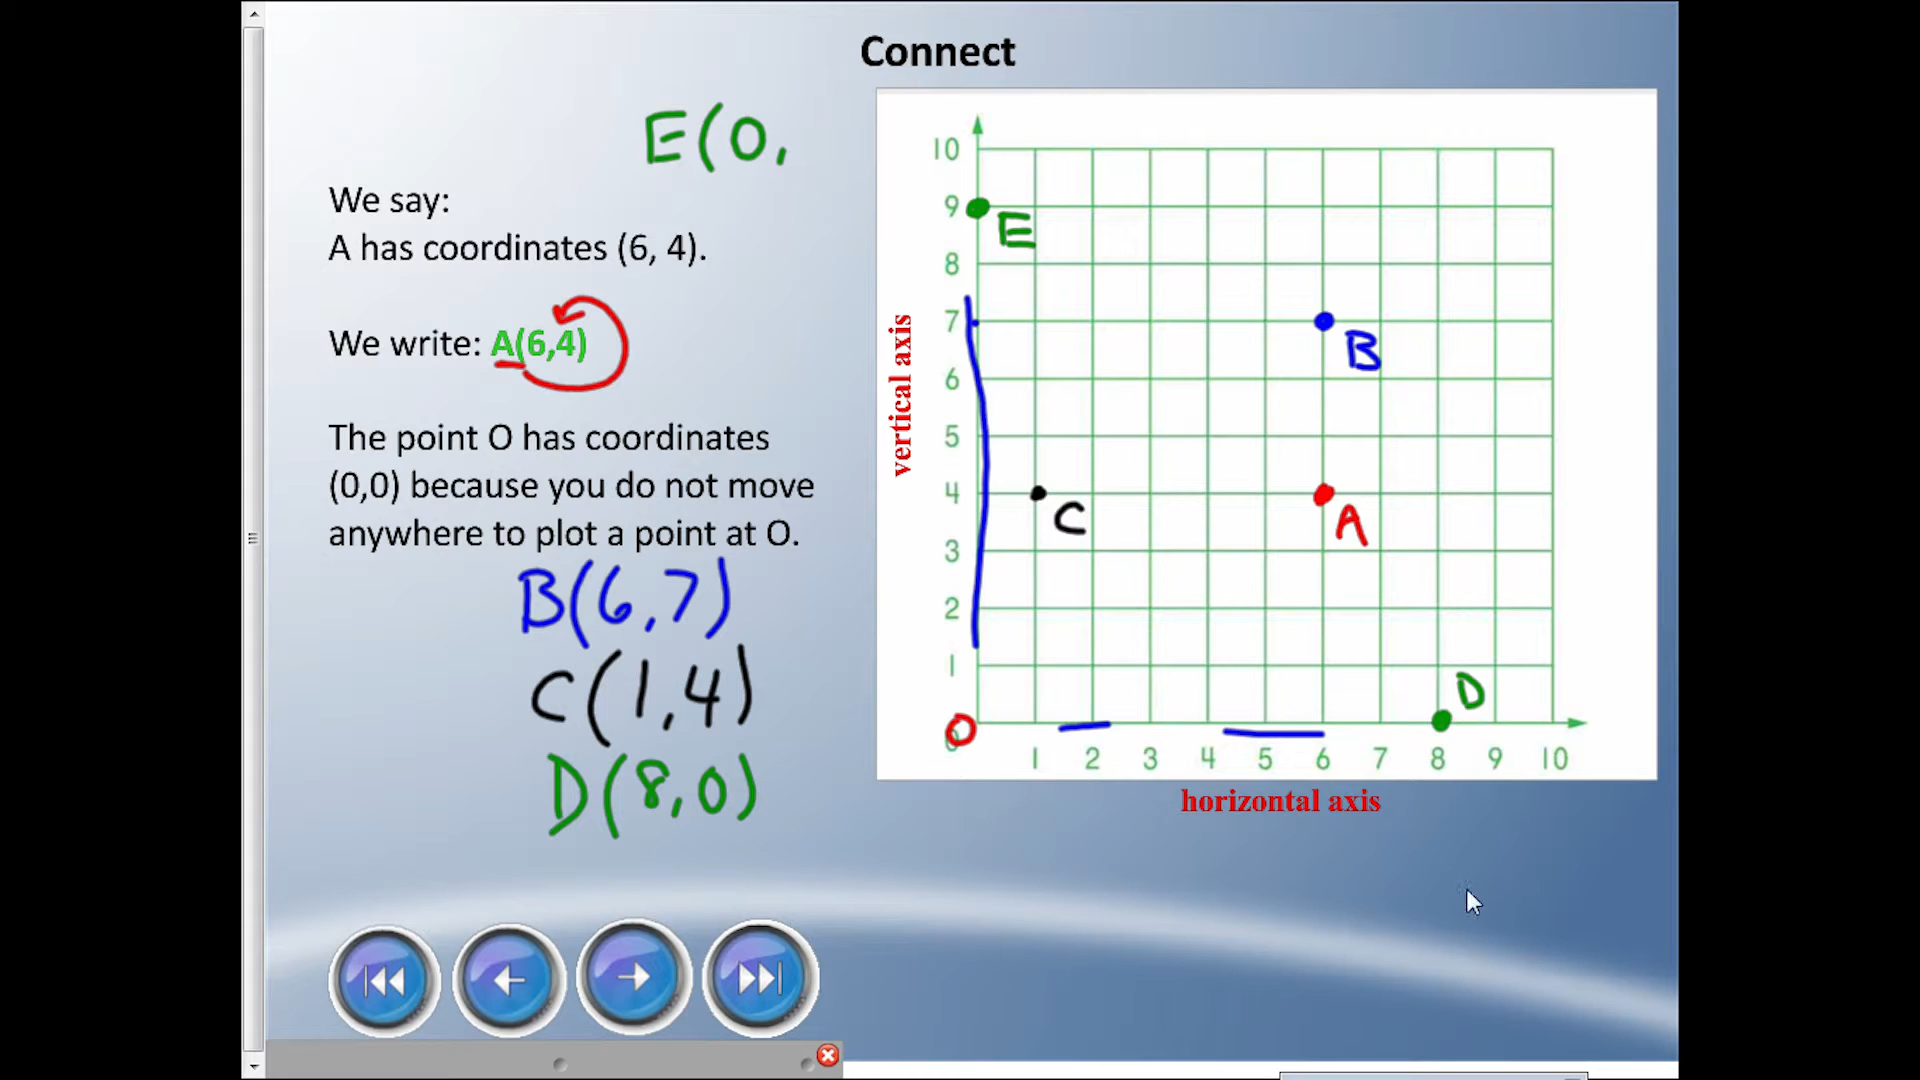 Connect
E(0,
We say:
A has coordinates (6, 4).
We write: A(6,4)
The point O has coordinates
(0,0) because you do not move
anywhere to plot a point at O.
B(6,7)
C(1,4)
D(8,0)
vertical axis
10
9
E
8
7
B
6
5
4
C
A
3
2
1
D
O
0
1 2 3 4 5 6 7 8 9 10
horizontal axis